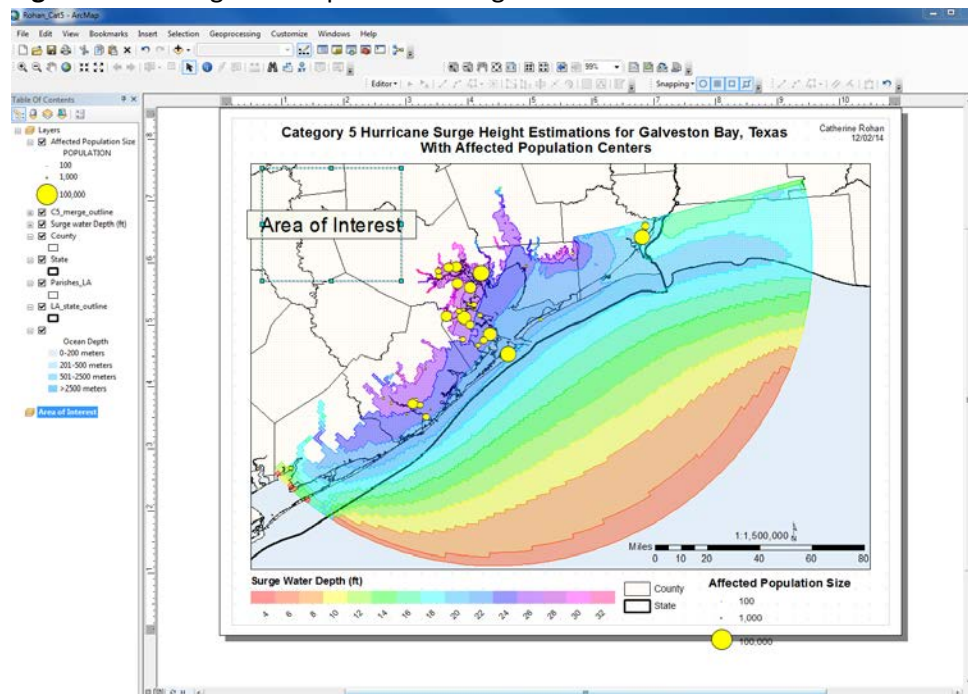 Rohan_Cat5 - ArcMap
File Edit View Bookmarks Insert Selection Geoprocessing Customize Windows Help
99%
Editor
Snapping
Table Of Contents
Layers
Affected Population Size
POPULATION
100
1,000
100,000
C5_merge_outline
Surge water Depth (ft)
County
State
Parishes_LA
LA_state_outline
Ocean Depth
0-200 meters
201-500 meters
501-2500 meters
>2500 meters
Area of Interest
Category 5 Hurricane Surge Height Estimations for Galveston Bay, Texas
With Affected Population Centers
Catherine Rohan
12/02/14
Area of Interest
1:1,500,000
N
Miles
0 10 20 40 60 80
Surge Water Depth (ft)
4 6 8 10 12 14 16 18 20 22 24 26 28 30 32
County
State
Affected Population Size
100
1,000
100,000